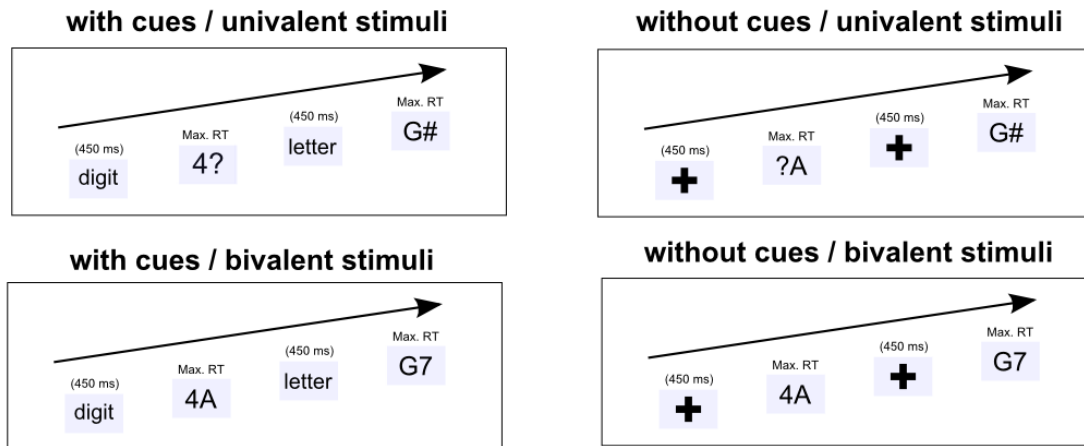 with cues / univalent stimuli
(450 ms)
digit
Max. RT
4?
(450 ms)
letter
Max. RT
G#
without cues / univalent stimuli
(450 ms)
Max. RT
?A
(450 ms)
Max. RT
G#
with cues / bivalent stimuli
(450 ms)
digit
Max. RT
4A
(450 ms)
letter
Max. RT
G7
without cues / bivalent stimuli
(450 ms)
Max. RT
4A
(450 ms)
Max. RT
G7